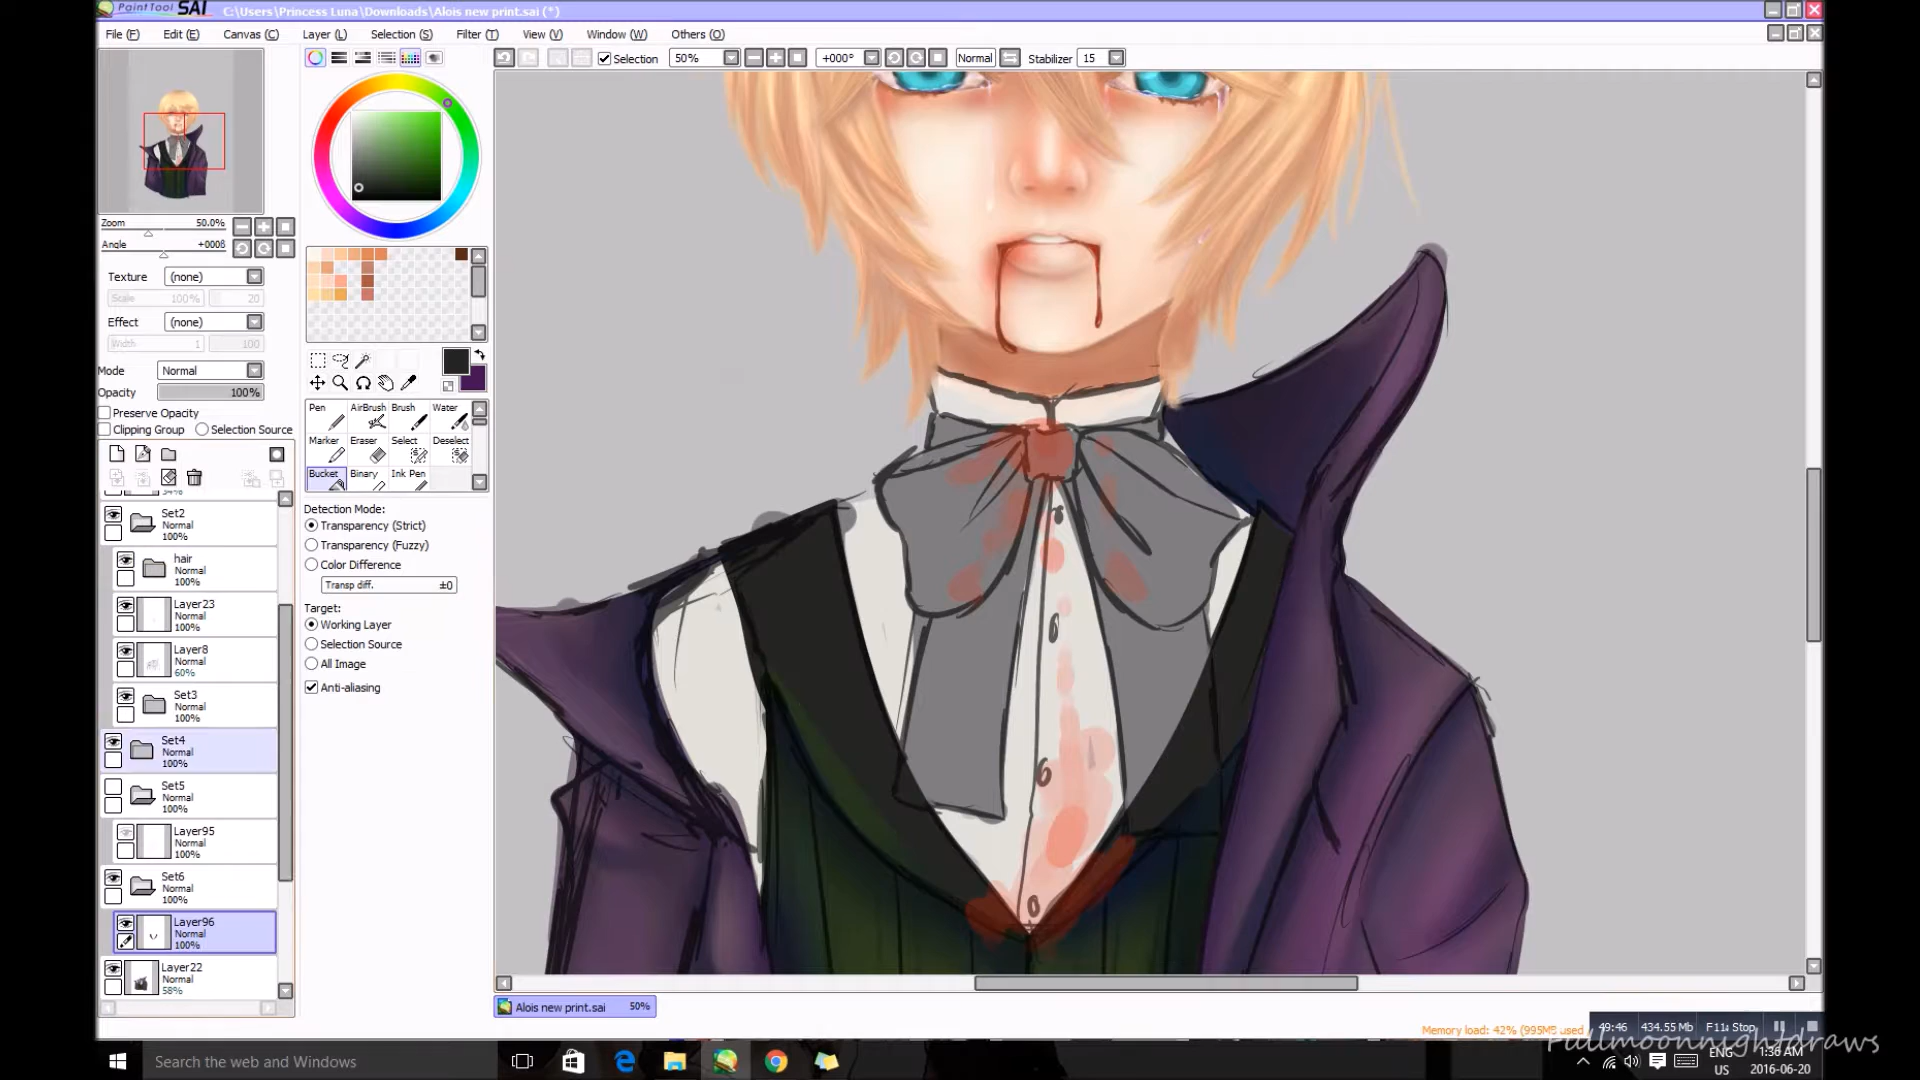 PaintTool SAI C:\Users\Princess Luna\Downloads\Alois new print.sai (*)
File (F) Edit (E) Canvas (C) Layer (L) Selection (S) Filter (T) View (V) Window (W) Others (O)
Selection 50% +000° Normal Stabilizer 15
Zoom 50.0%
Angle +000§
Texture (none)
Scale 100% 20
Effect (none)
Width 1 100
Mode Normal
Opacity 100%
Preserve Opacity
Clipping Group Selection Source
34%
Set2
Normal
100%
hair
Normal
100%
Layer23
Normal
100%
Layer8
Normal
60%
Set3
Normal
100%
Set4
Normal
100%
Set5
Normal
100%
Layer95
Normal
100%
Set6
Normal
100%
Layer96
Normal
100%
Layer22
Normal
58%
Pen AirBrush Brush Water
Marker Eraser Select Deselect
Bucket Binary Ink Pen
Detection Mode:
Transparency (Strict)
Transparency (Fuzzy)
Color Difference
Transp diff. ±0
Target:
Working Layer
Selection Source
All Image
Anti-aliasing
Alois new print.sai 50%
Memory load: 42% (995MB used
49:46 434.55 Mb F11: Stop
Fullmoonnightdraws
Search the web and Windows
ENG
US
1:36 AM
2016-06-20